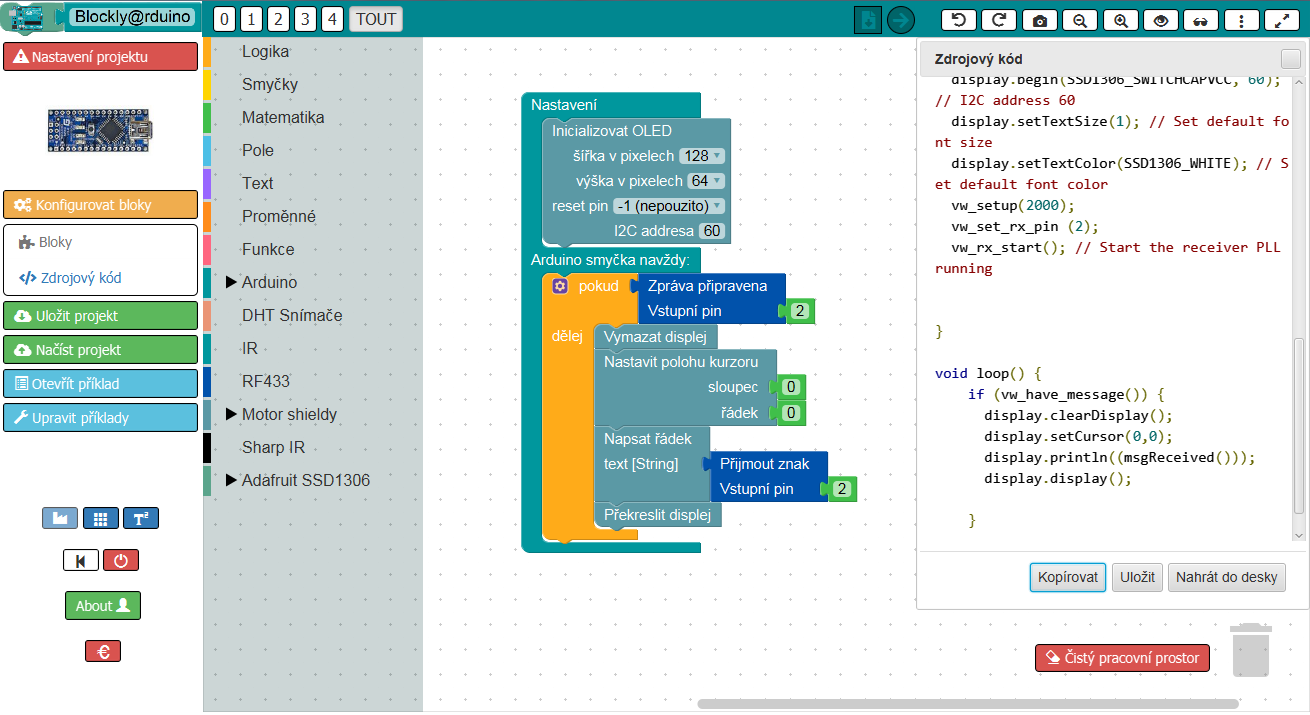 Blockly@rduino
0 1 2 3 4 TOUT
Nastavení projektu
Konfigurovat bloky
Bloky
Zdrojový kód
Uložit projekt
Načíst projekt
Otevřít příklad
Upravit příklady
T²
About
€
Logika
Smyčky
Matematika
Pole
Text
Proměnné
Funkce
Arduino
DHT Snímače
IR
RF433
Motor shieldy
Sharp IR
Adafruit SSD1306
Nastavení
Inicializovat OLED
šířka v pixelech 128
výška v pixelech 64
reset pin -1 (nepouzito)
I2C addresa 60
Arduino smyčka navždy:
pokud Zpráva připravena
Vstupní pin 2
dělej Vymazat displej
Nastavit polohu kurzoru
sloupec 0
řádek 0
Napsat řádek
text [String] Přijmout znak
Vstupní pin 2
Překreslit displej
Zdrojový kód
display.begin(SSD1306_SWITCHCAPVCC, 60);
// I2C address 60
display.setTextSize(1); // Set default fo
nt size
display.setTextColor(SSD1306_WHITE); // S
et default font color
vw_setup(2000);
vw_set_rx_pin (2);
vw_rx_start(); // Start the receiver PLL
running
}
void loop() {
if (vw_have_message()) {
display.clearDisplay();
display.setCursor(0,0);
display.println((msgReceived()));
display.display();
}
Kopírovat Uložit Nahrát do desky
Čistý pracovní prostor